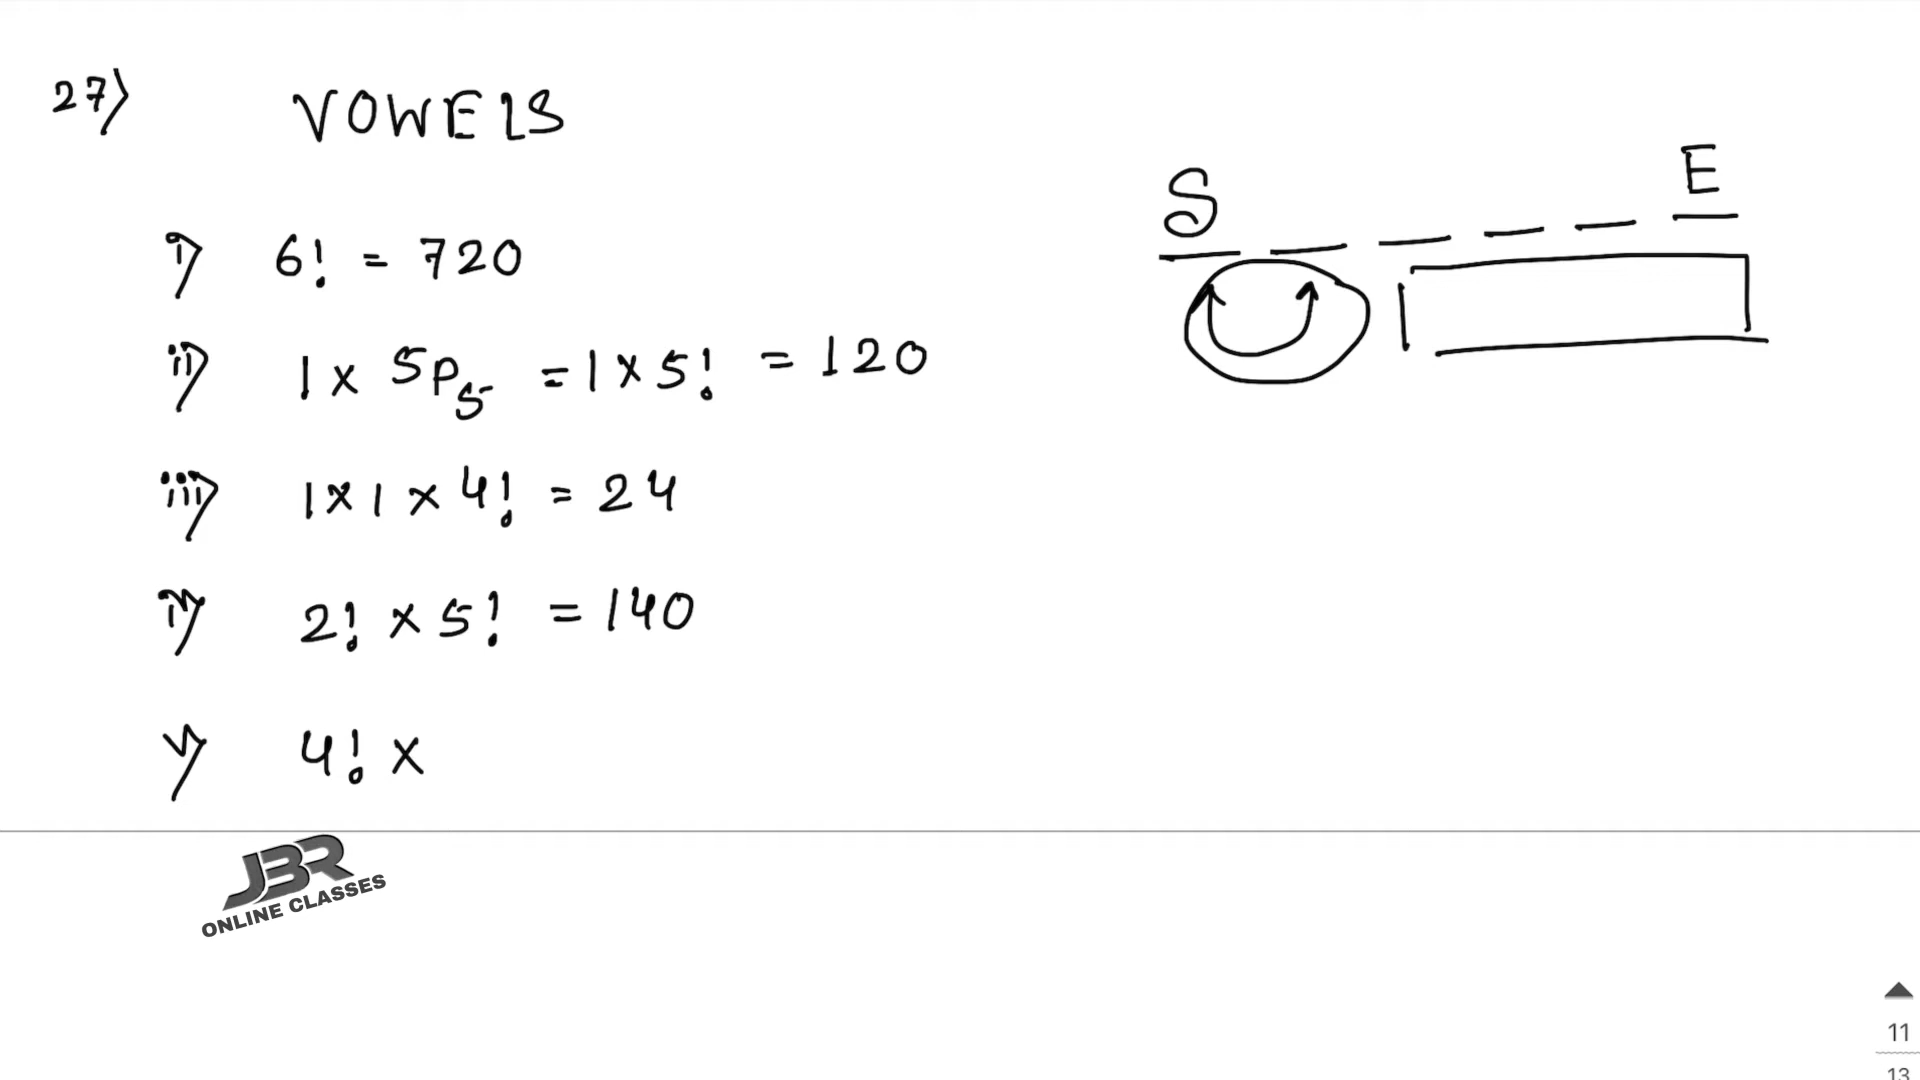 27) VOWELS
S E
i) 6! = 720
ii) 1 x 5P5 = 1 x 5! = 120
iii) 1 x 1 x 4! = 24
iv) 2! x 5! = 140
v) 4! x
JBR
ONLINE CLASSES
11
13